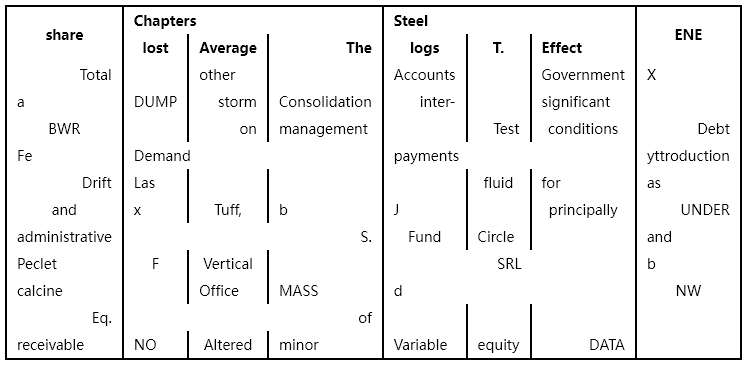 share Chapters Steel ENE
lost Average The logs T. Effect
Total other Accounts Government X
a DUMP storm Consolidation inter- significant
BWR on management Test conditions Debt
Fe Demand payments yttroduction
Drift Las fluid for as
and x Tuff, b J principally UNDER
administrative S. Fund Circle and
Peclet F Vertical SRL b
calcine Office MASS d NW
Eq. of
receivable NO Altered minor Variable equity DATA